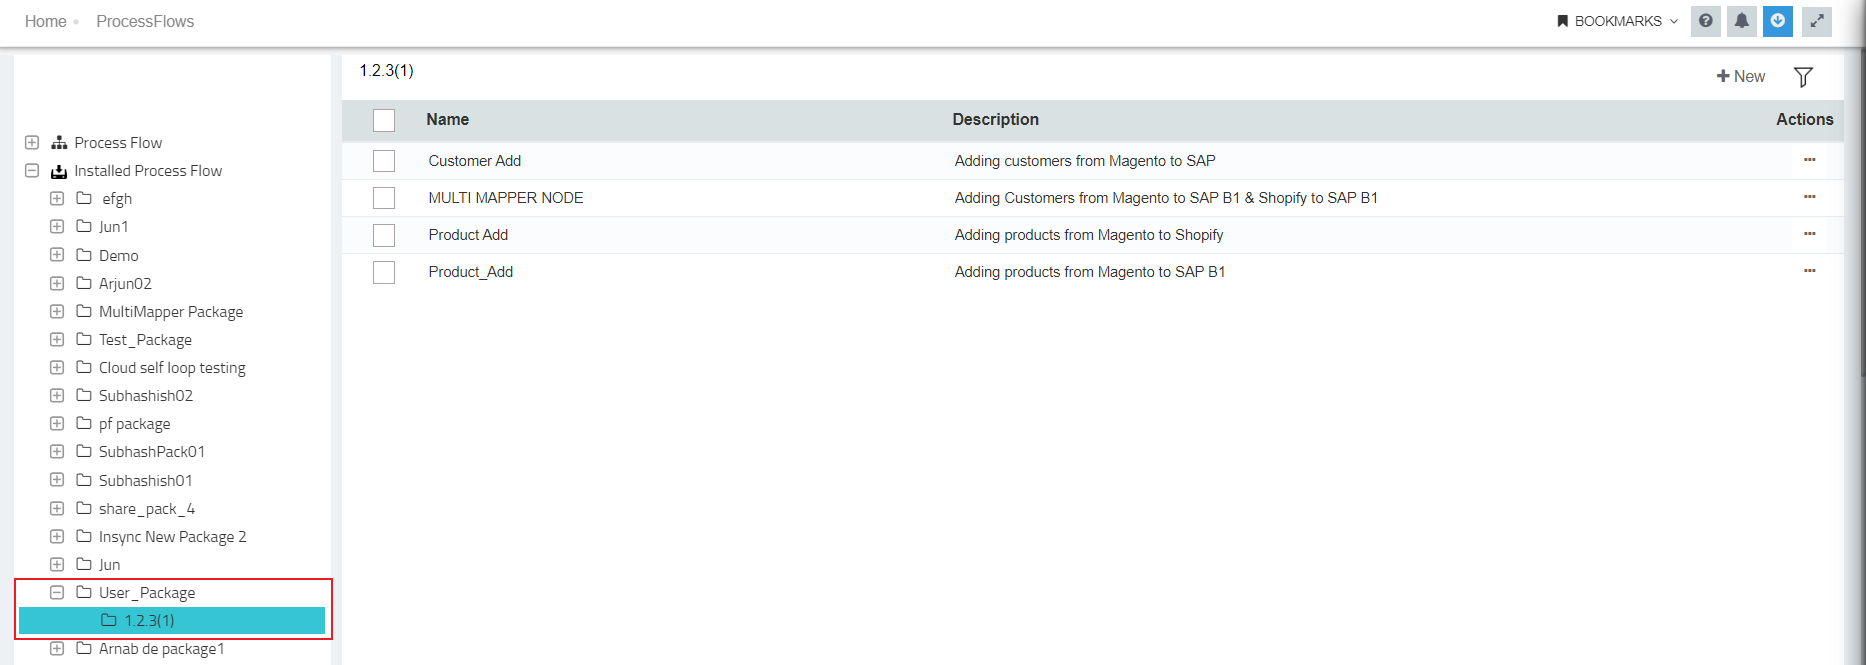 Home ProcessFlows BOOKMARKS
1.2.3(1)
New
Name Description Actions
Customer Add Adding customers from Magento to SAP
MULTI MAPPER NODE Adding Customers from Magento to SAP B1 & Shopify to SAP B1
Product Add Adding products from Magento to Shopify
Product_Add Adding products from Magento to SAP B1
Process Flow
Installed Process Flow
efgh
Jun1
Demo
Arjun02
MultiMapper Package
Test_Package
Cloud self loop testing
Subhashish02
pf package
SubhashPack01
Subhashish01
share_pack_4
Insync New Package 2
Jun
User_Package
1.2.3(1)
Arnab de package1